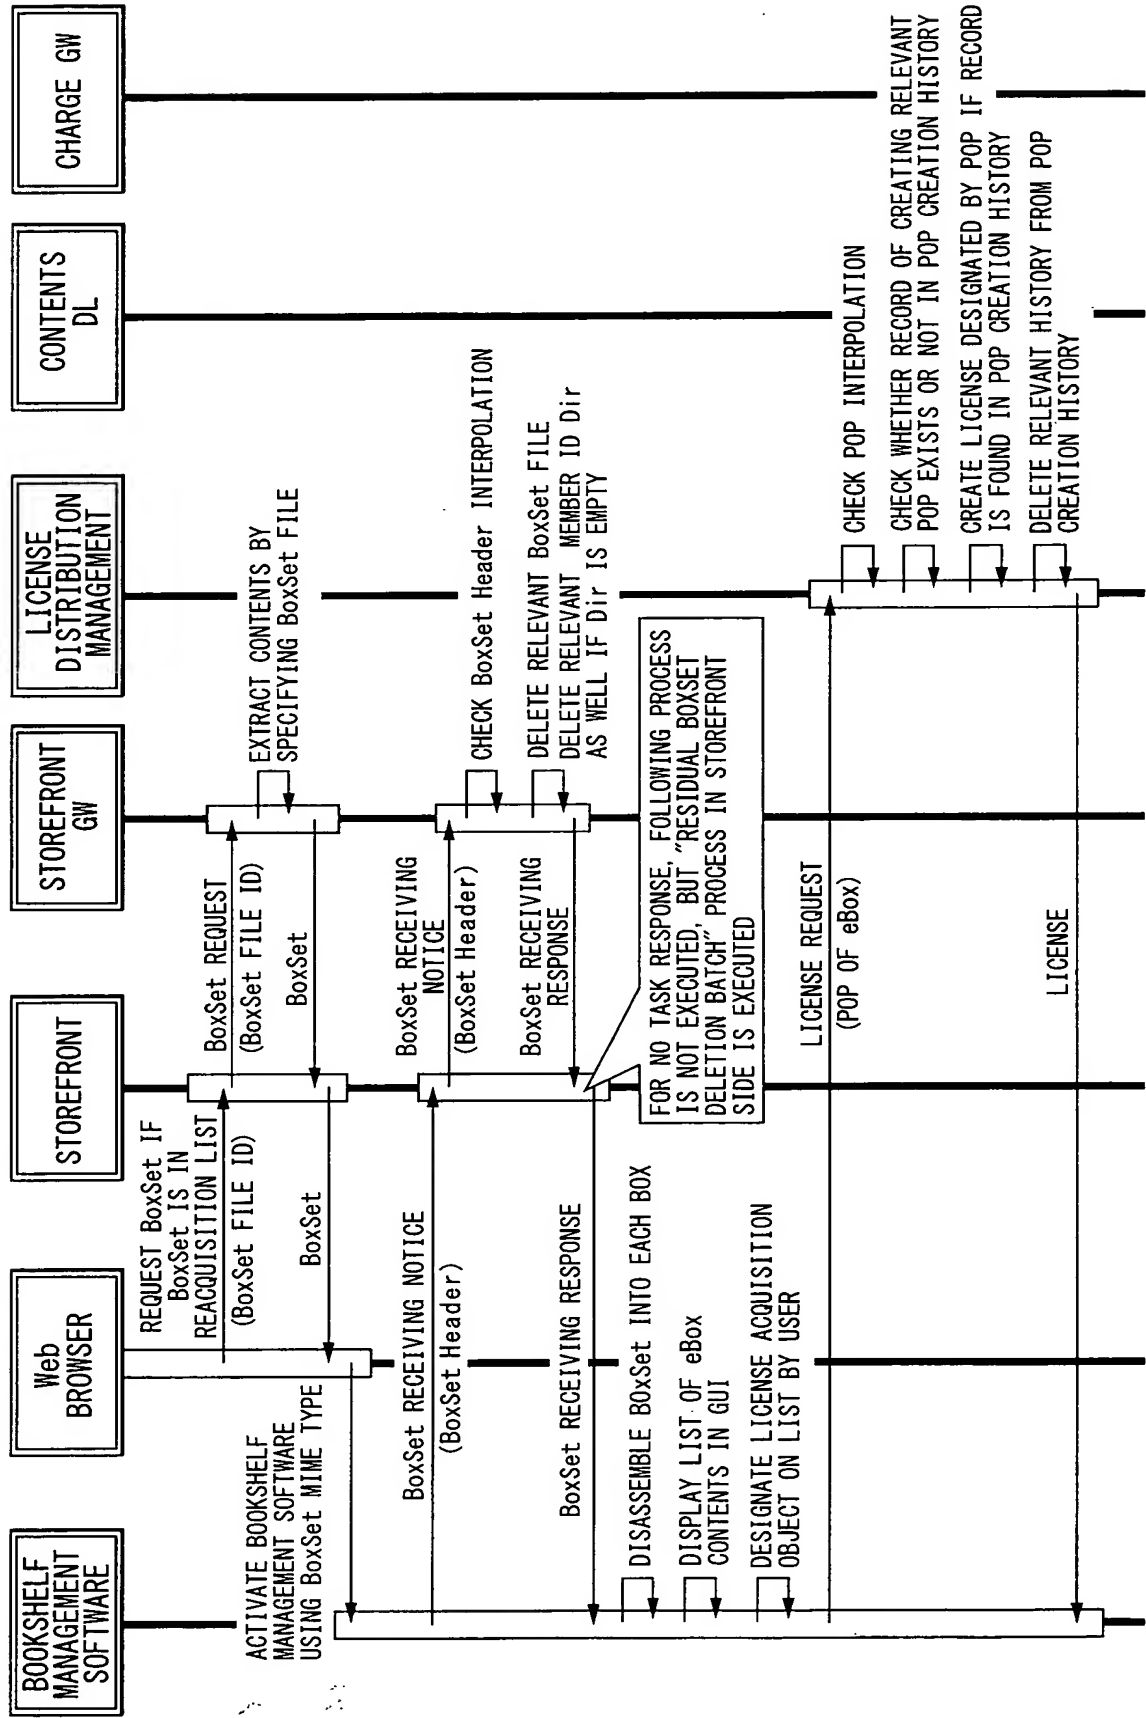 BOOKSHELF
MANAGEMENT
SOFTWARE
Web
BROWSER
STOREFRONT
STOREFRONT
GW
LICENSE
DISTRIBUTION
MANAGEMENT
CONTENTS
DL
CHARGE GW
REQUEST BoxSet IF
BoxSet IS IN
REACQUISITION LIST
(BoxSet FILE ID)
BoxSet REQUEST
(BoxSet FILE ID)
EXTRACT CONTENTS BY
SPECIFYING BoxSet FILE
BoxSet
BoxSet
ACTIVATE BOOKSHELF
MANAGEMENT SOFTWARE
USING BoxSet MIME TYPE
BoxSet RECEIVING NOTICE
(BoxSet Header)
BoxSet RECEIVING
NOTICE
(BoxSet Header)
CHECK BoxSet Header INTERPOLATION
DELETE RELEVANT BoxSet FILE
DELETE RELEVANT MEMBER ID Dir
AS WELL IF Dir IS EMPTY
BoxSet RECEIVING
RESPONSE
BoxSet RECEIVING RESPONSE
FOR NO TASK RESPONSE, FOLLOWING PROCESS
IS NOT EXECUTED, BUT "RESIDUAL BOXSET
DELETION BATCH" PROCESS IN STOREFRONT
SIDE IS EXECUTED
DISASSEMBLE BOxSet INTO EACH BOX
DISPLAY LIST OF eBox
CONTENTS IN GUI
DESIGNATE LICENSE ACQUISITION
OBJECT ON LIST BY USER
LICENSE REQUEST
(POP OF eBox)
CHECK POP INTERPOLATION
CHECK WHETHER RECORD OF CREATING RELEVANT
POP EXISTS OR NOT IN POP CREATION HISTORY
CREATE LICENSE DESIGNATED BY POP IF RECORD
IS FOUND IN POP CREATION HISTORY
DELETE RELEVANT HISTORY FROM POP
CREATION HISTORY
LICENSE